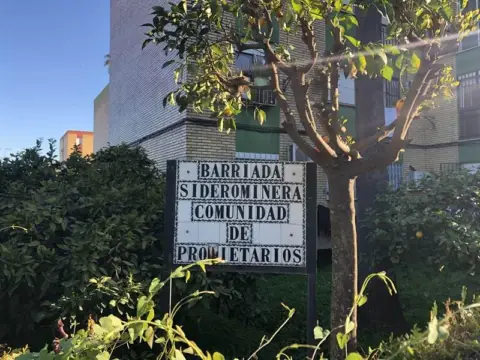 BARRIADA
SIDEROMINERA
COMUNIDAD
DE
PROPIETARIOS